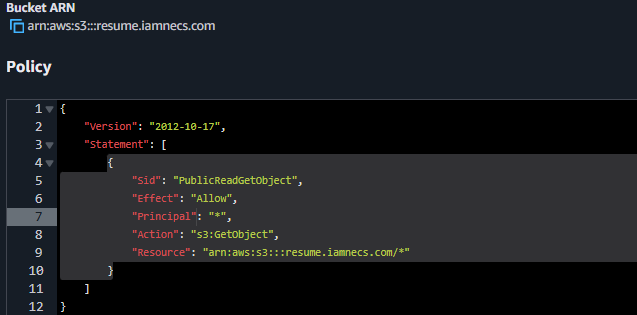 Bucket ARN
arn:aws:s3:::resume.iamnecs.com
Policy
1 {
2     "Version": "2012-10-17",
3     "Statement": [
4         {
5             "Sid": "PublicReadGetObject",
6             "Effect": "Allow",
7             "Principal": "*",
8             "Action": "s3:GetObject",
9             "Resource": "arn:aws:s3:::resume.iamnecs.com/*"
10         }
11     ]
12 }